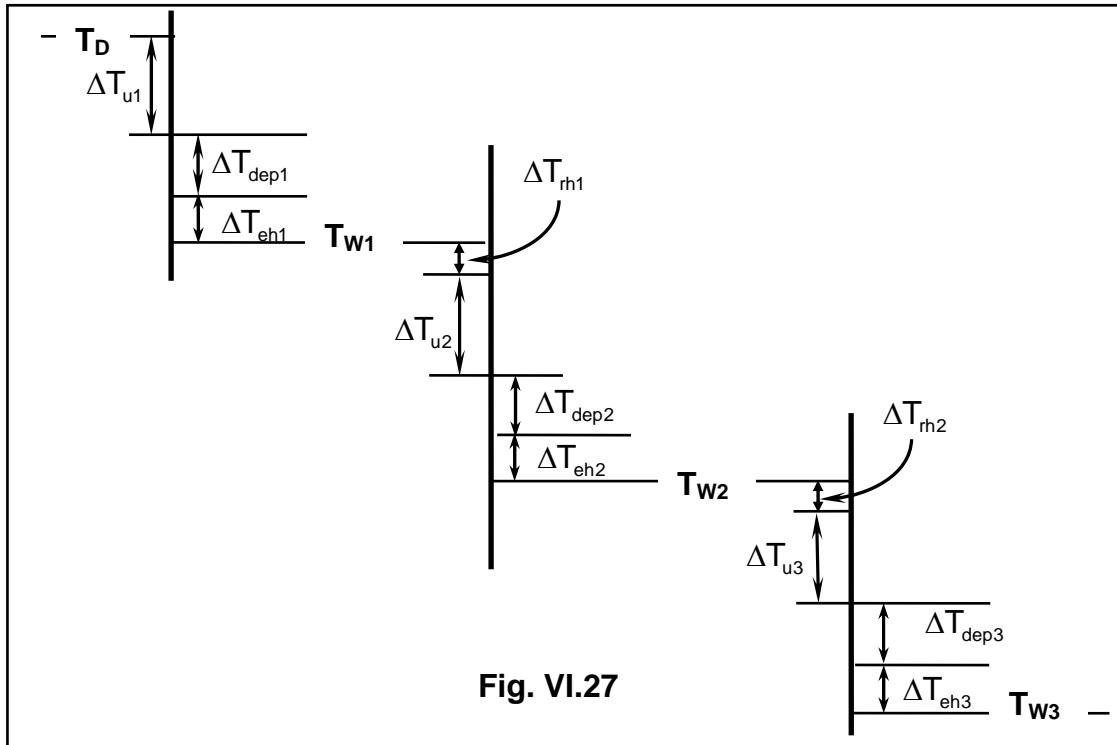 T_D
ΔT_u1
ΔT_dep1
ΔT_eh1
T_W1
ΔT_rh1
ΔT_u2
ΔT_dep2
ΔT_eh2
T_W2
ΔT_rh2
ΔT_u3
ΔT_dep3
ΔT_eh3
T_W3
Fig. VI.27